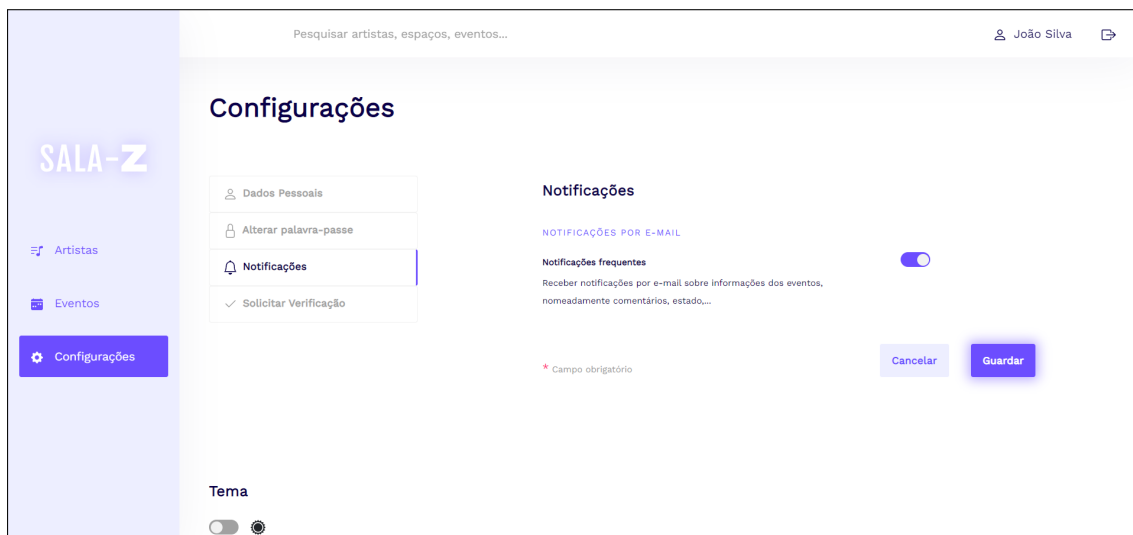 Pesquisar artistas, espaços, eventos...
João Silva
SALA-Z
Artistas
Eventos
Configurações
Configurações
Dados Pessoais
Alterar palavra-passe
Notificações
Solicitar Verificação
Notificações
NOTIFICAÇÕES POR E-MAIL
Notificações frequentes
Receber notificações por e-mail sobre informações dos eventos,
nomeadamente comentários, estado,...
* Campo obrigatório
Cancelar
Guardar
Tema